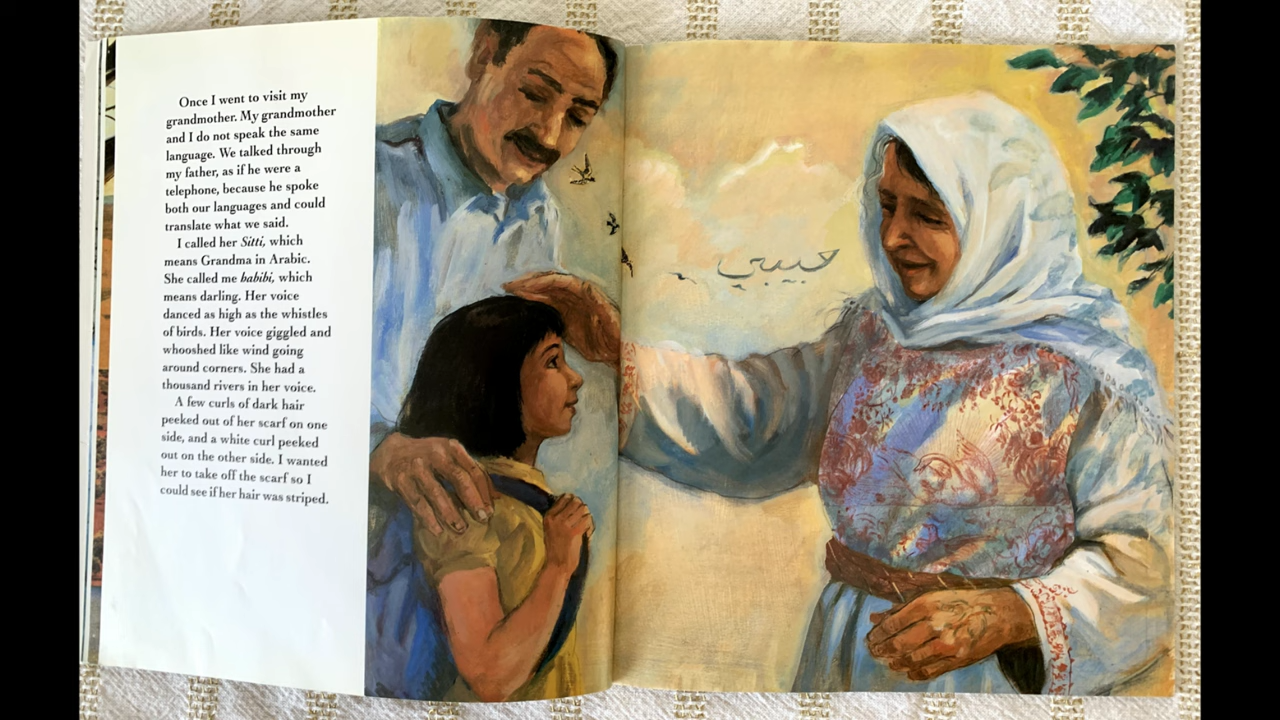 Once I went to visit my
grandmother. My grandmother
and I do not speak the same
language. We talked through
my father, as if he were a
telephone, because he spoke
both our languages and could
translate what we said.
I called her Sitti, which
means Grandma in Arabic.
She called me habibi, which
means darling. Her voice
danced as high as the whistles
of birds. Her voice giggled and
whooshed like wind going
around corners. She had a
thousand rivers in her voice.
A few curls of dark hair
peeked out of her scarf on one
side, and a white curl peeked
out on the other side. I wanted
her to take off the scarf so I
could see if her hair was striped.
حبيبي